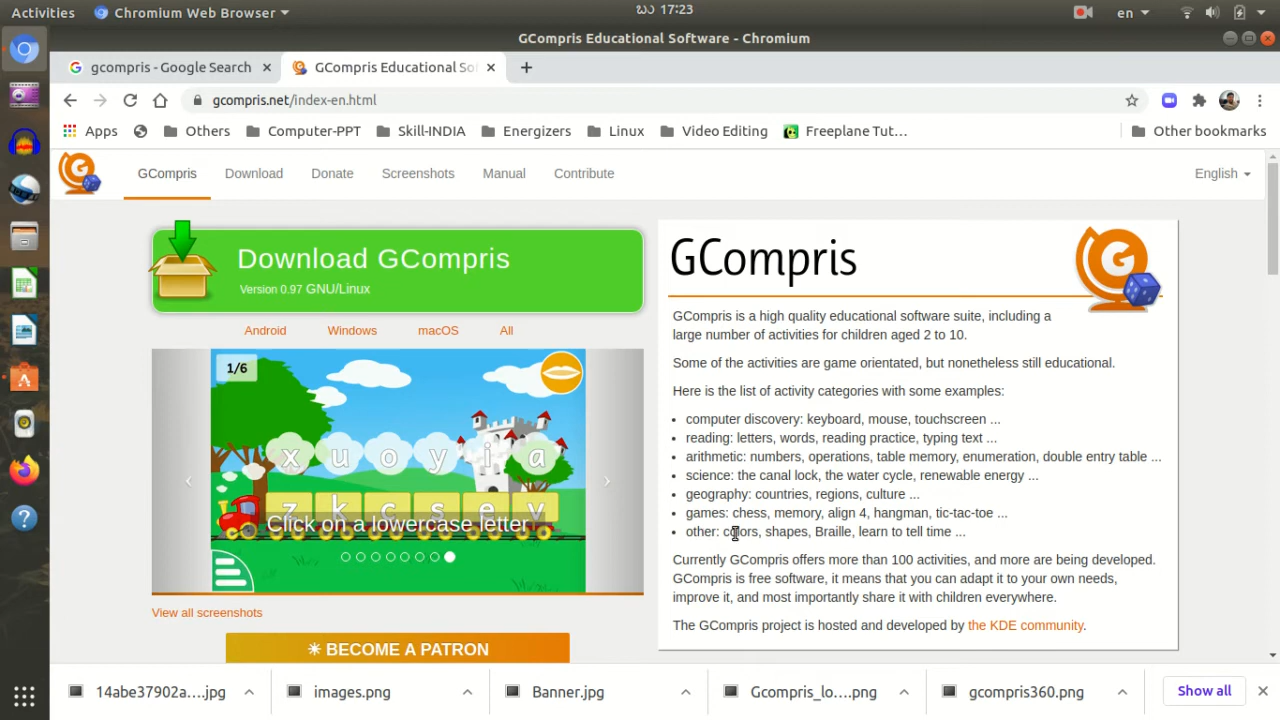 Activities
Chromium Web Browser
17:23
en
GCompris Educational Software - Chromium
gcompris - Google Search
GCompris Educational So
gcompris.net/index-en.html
Apps
Others
Computer-PPT
Skill-INDIA
Energizers
Linux
Video Editing
Freeplane Tut…
Other bookmarks
GCompris
Download
Donate
Screenshots
Manual
Contribute
English
Download GCompris
Version 0.97 GNU/Linux
Android
Windows
macOS
All
1/6
x u o y i a
z k c s e v
Click on a lowercase letter
View all screenshots
BECOME A PATRON
GCompris
GCompris is a high quality educational software suite, including a
large number of activities for children aged 2 to 10.
Some of the activities are game orientated, but nonetheless still educational.
Here is the list of activity categories with some examples:
• computer discovery: keyboard, mouse, touchscreen ...
• reading: letters, words, reading practice, typing text ...
• arithmetic: numbers, operations, table memory, enumeration, double entry table ...
• science: the canal lock, the water cycle, renewable energy ...
• geography: countries, regions, culture ...
• games: chess, memory, align 4, hangman, tic-tac-toe ...
• other: colors, shapes, Braille, learn to tell time ...
Currently GCompris offers more than 100 activities, and more are being developed.
GCompris is free software, it means that you can adapt it to your own needs,
improve it, and most importantly share it with children everywhere.
The GCompris project is hosted and developed by the KDE community.
14abe37902a....jpg
images.png
Banner.jpg
Gcompris_lo....png
gcompris360.png
Show all